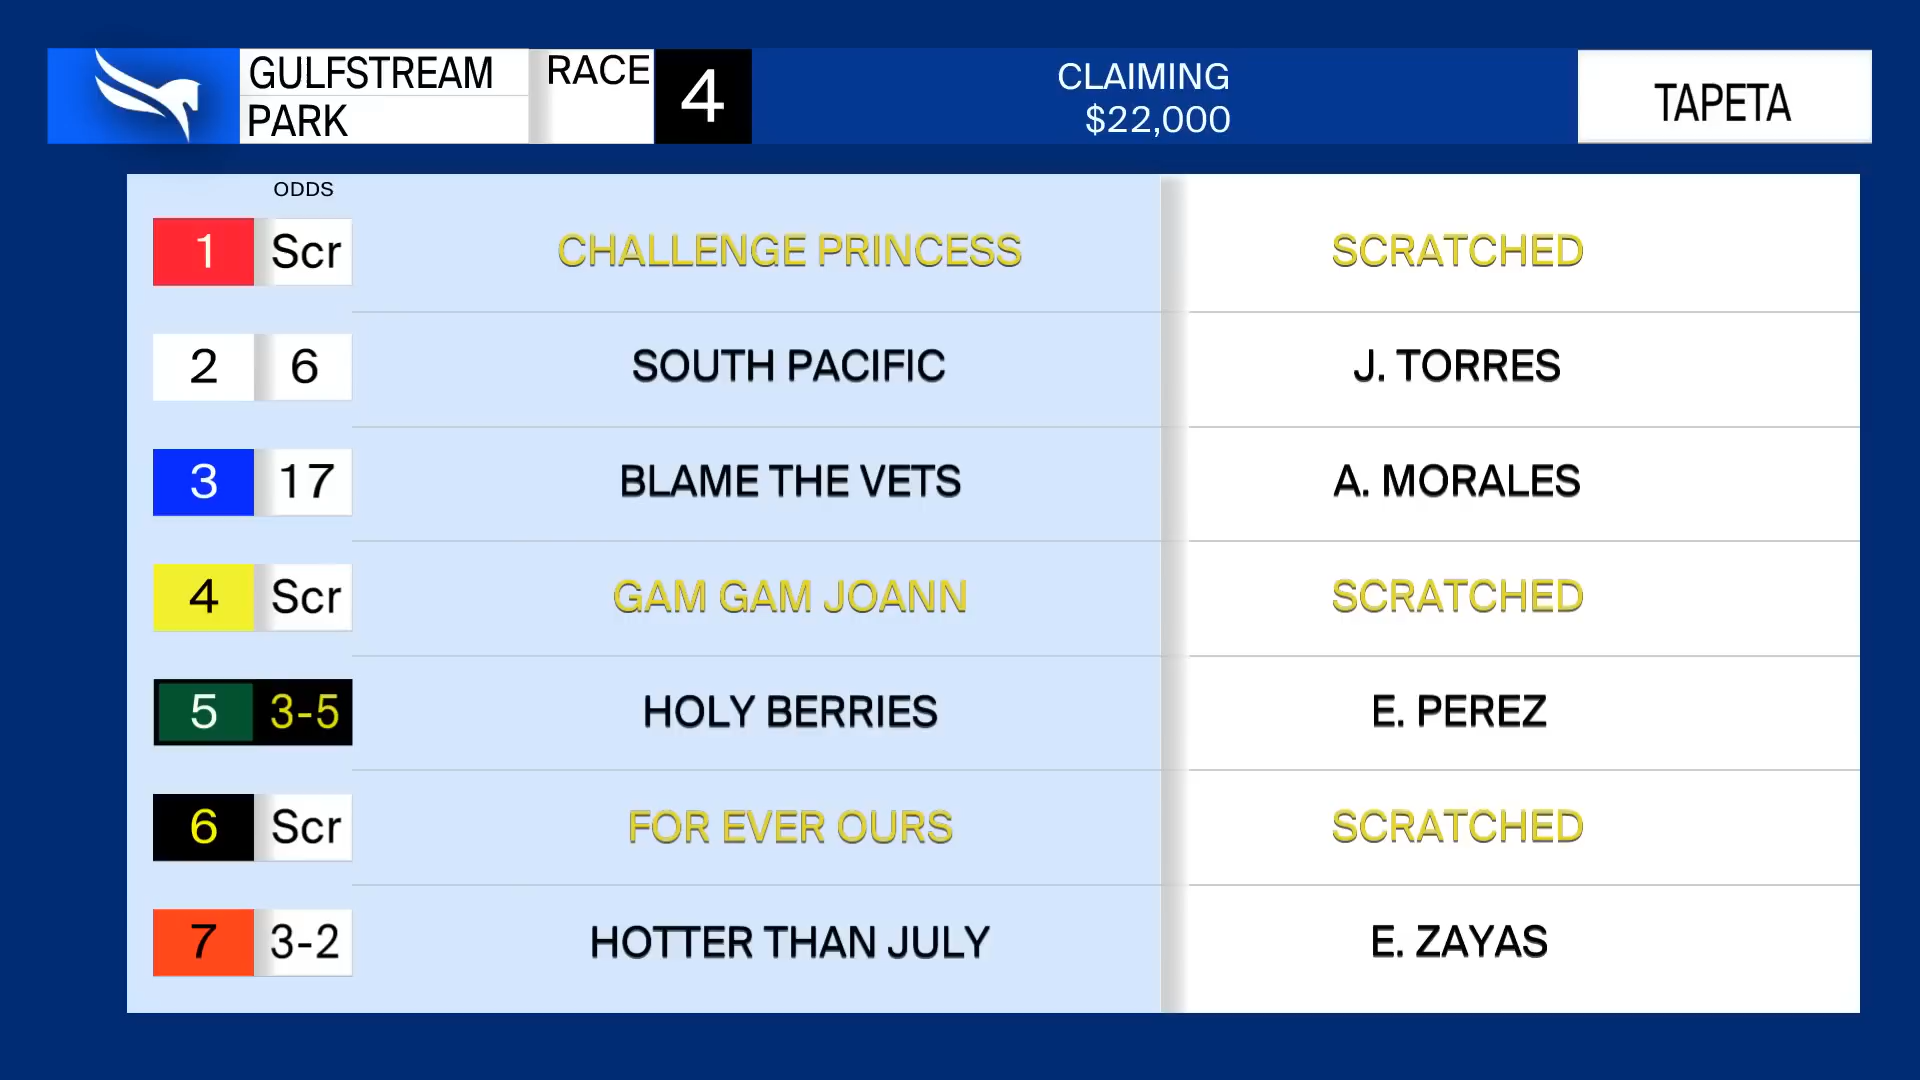 GULFSTREAM
PARK
RACE
4
CLAIMING
$22,000
TAPETA
ODDS
1 Scr CHALLENGE PRINCESS SCRATCHED
2 6 SOUTH PACIFIC J. TORRES
3 17 BLAME THE VETS A. MORALES
4 Scr GAM GAM JOANN SCRATCHED
5 3-5 HOLY BERRIES E. PEREZ
6 Scr FOR EVER OURS SCRATCHED
7 3-2 HOTTER THAN JULY E. ZAYAS